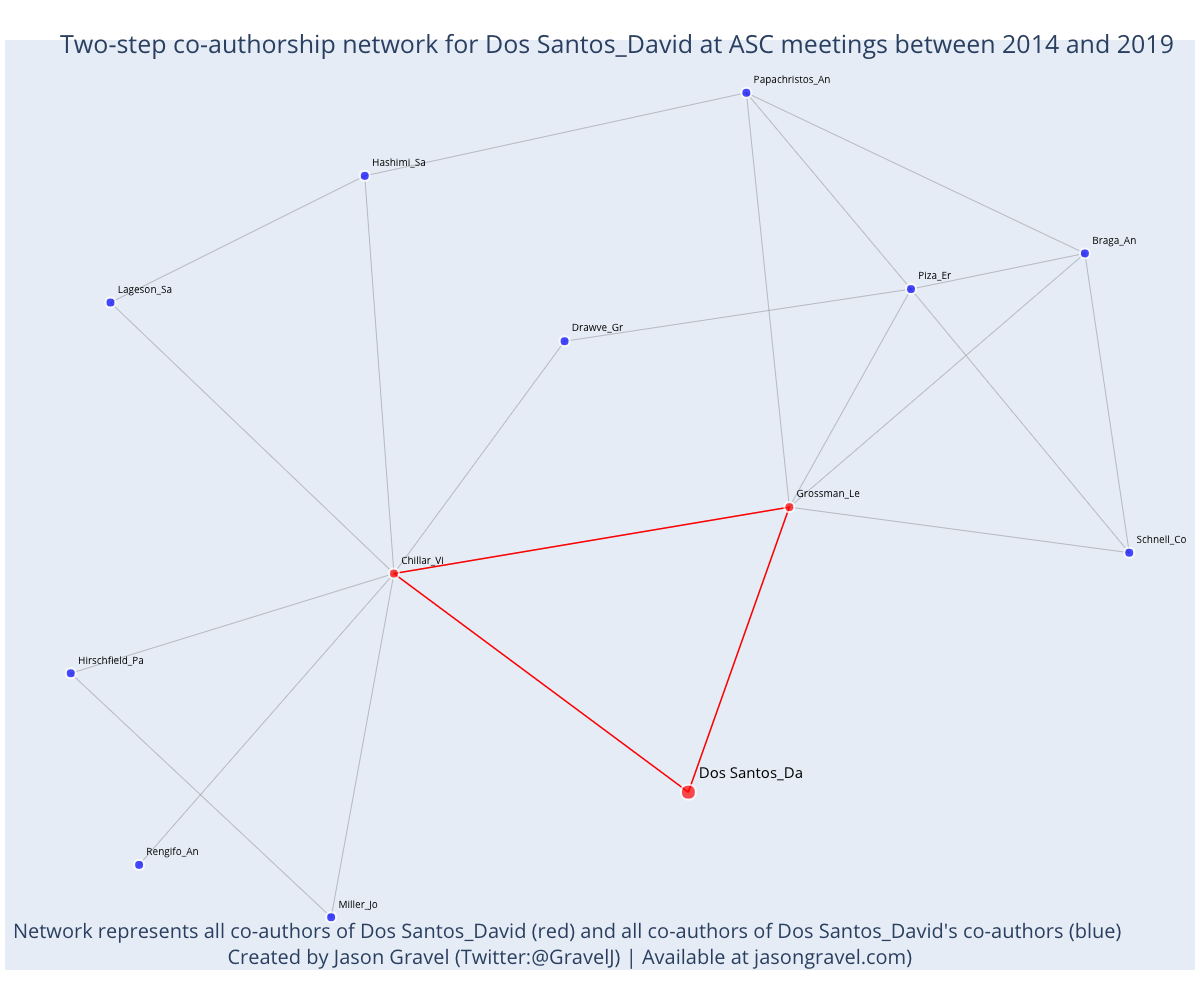 Two-step co-authorship network for Dos Santos_David at ASC meetings between 2014 and 2019
Papachristos_An
Hashimi_Sa
Braga_An
Piza_Er
Lageson_Sa
Drawve_Gr
Grossman_Le
Schnell_Co
Chillar_Vi
Hirschfield_Pa
Dos Santos_Da
Rengifo_An
Miller_Jo
Network represents all co-authors of Dos Santos_David (red) and all co-authors of Dos Santos_David's co-authors (blue)
Created by Jason Gravel (Twitter:@GravelJ) | Available at jasongravel.com)